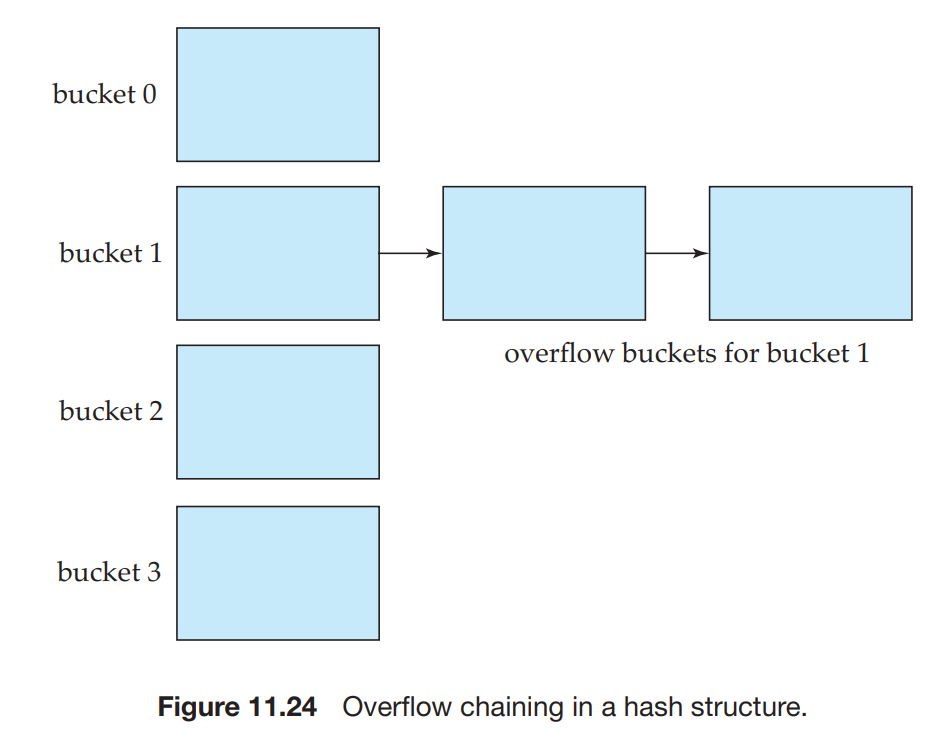 bucket 0
bucket 1
overflow buckets for bucket 1
bucket 2
bucket 3
Figure 11.24 Overflow chaining in a hash structure.